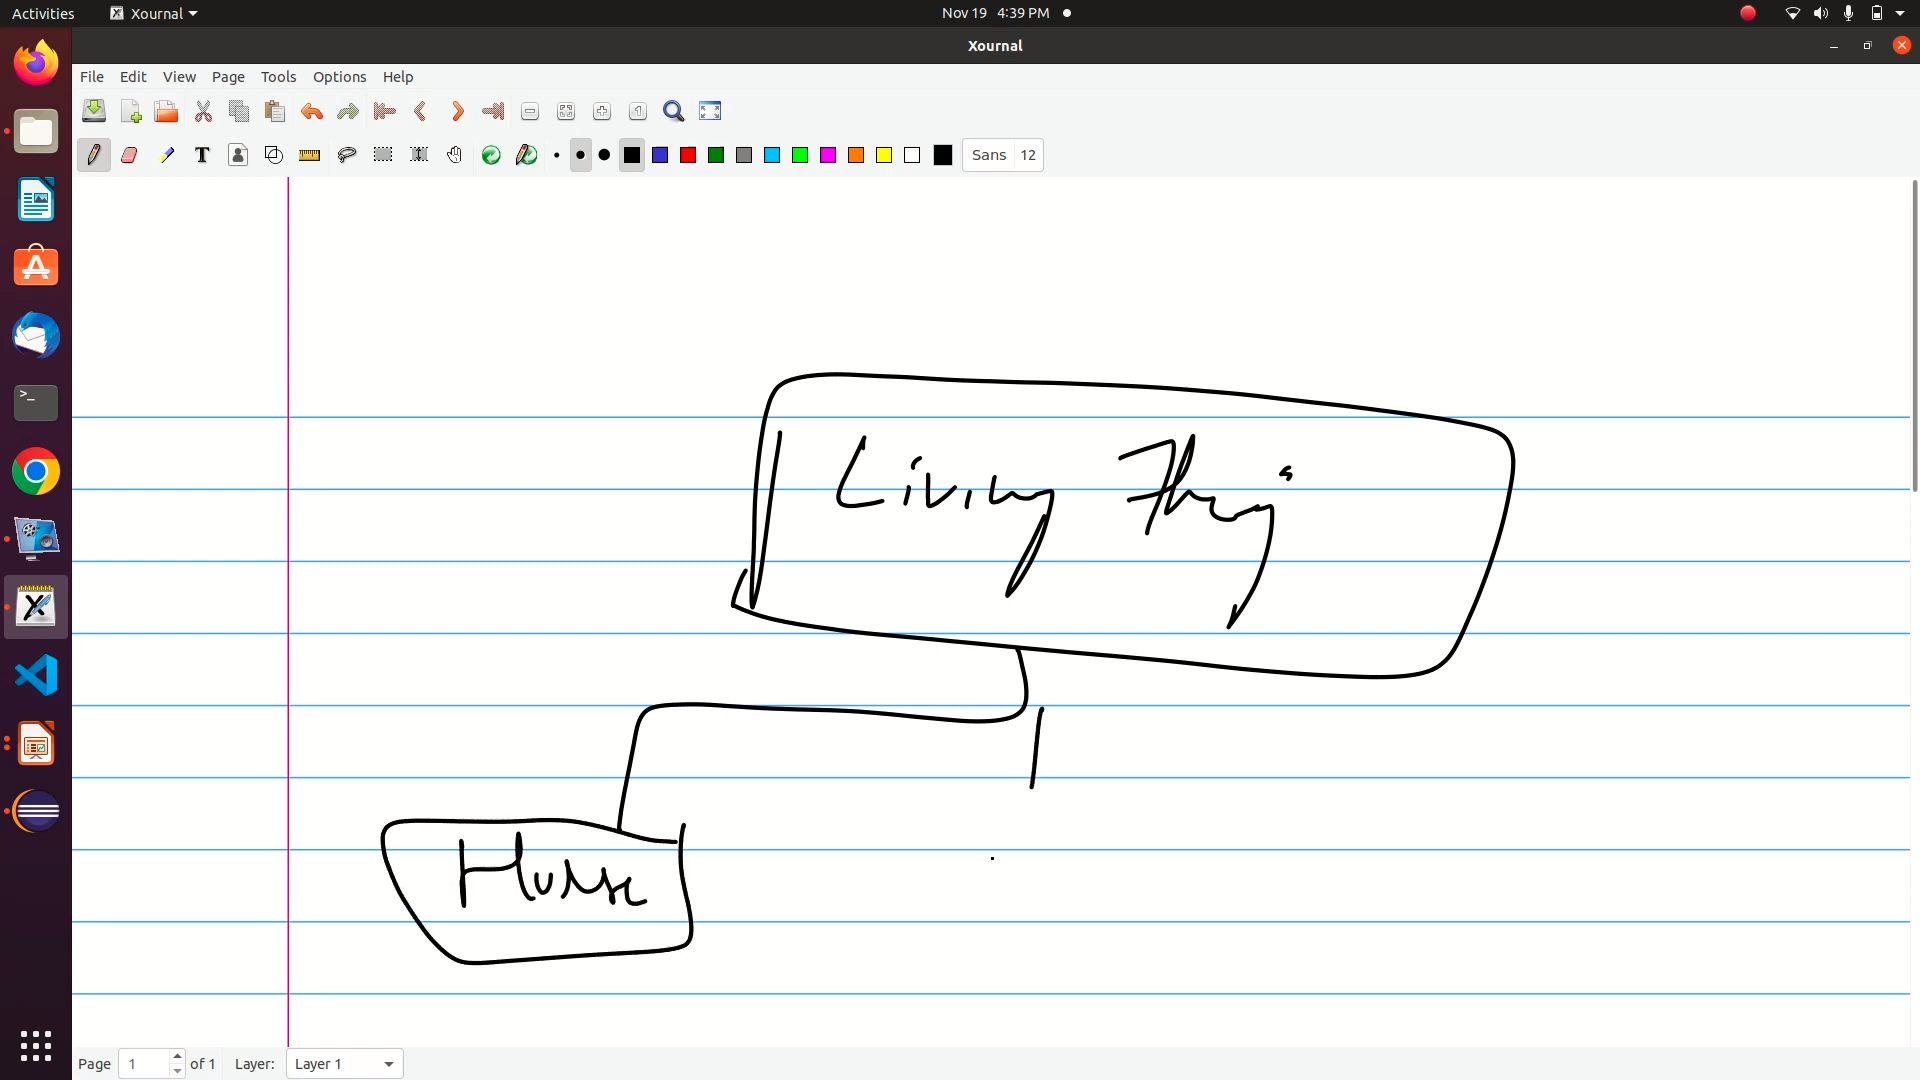 Activities Xournal Nov 19 4:39 PM
Xournal
File Edit View Page Tools Options Help
T Sans 12
Living Things
Page 1 of 1 Layer: Layer 1